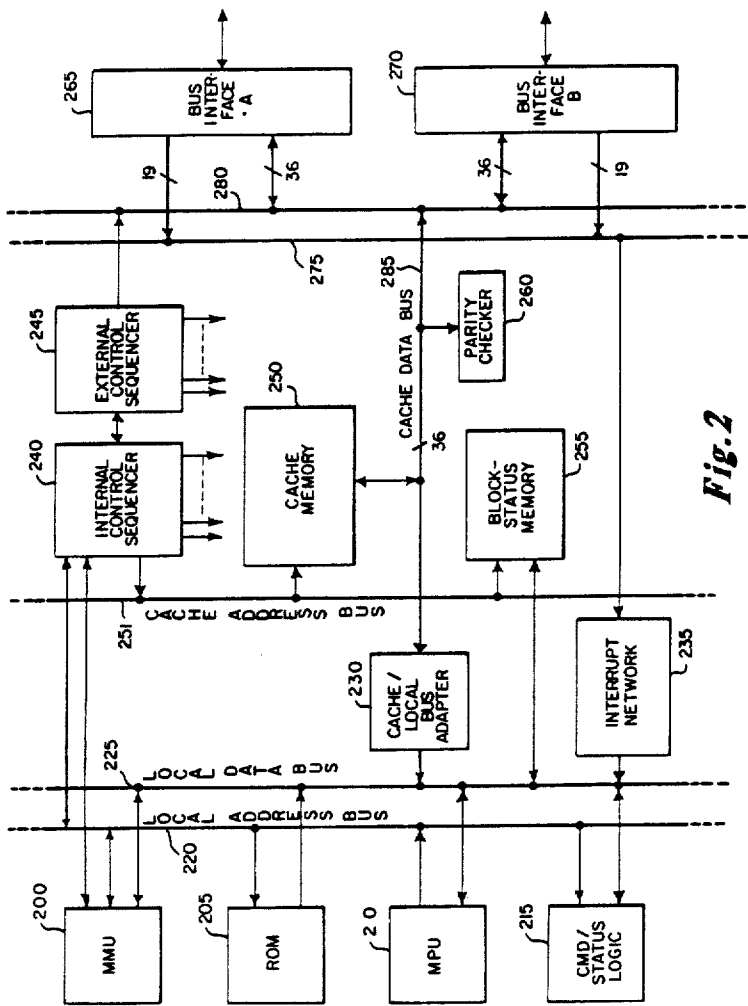 265
BUS
INTER-
FACE
A
270
BUS
INTER-
FACE
B
19
36
280
36
19
275
285
245
EXTERNAL
CONTROL
SEQUENCER
240
INTERNAL
CONTROL
SEQUENCER
250
CACHE
MEMORY
CACHE DATA BUS
36
PARITY
CHECKER
260
BLOCK-
STATUS
MEMORY
255
251
CACHE ADDRESS BUS
230
CACHE/
LOCAL
BUS
ADAPTER
INTERRUPT
NETWORK
235
225
LOCAL DATA BUS
LOCAL ADDRESS BUS
220
200
MMU
205
ROM
2 0
MPU
215
CMD/
STATUS
LOGIC
Fig. 2